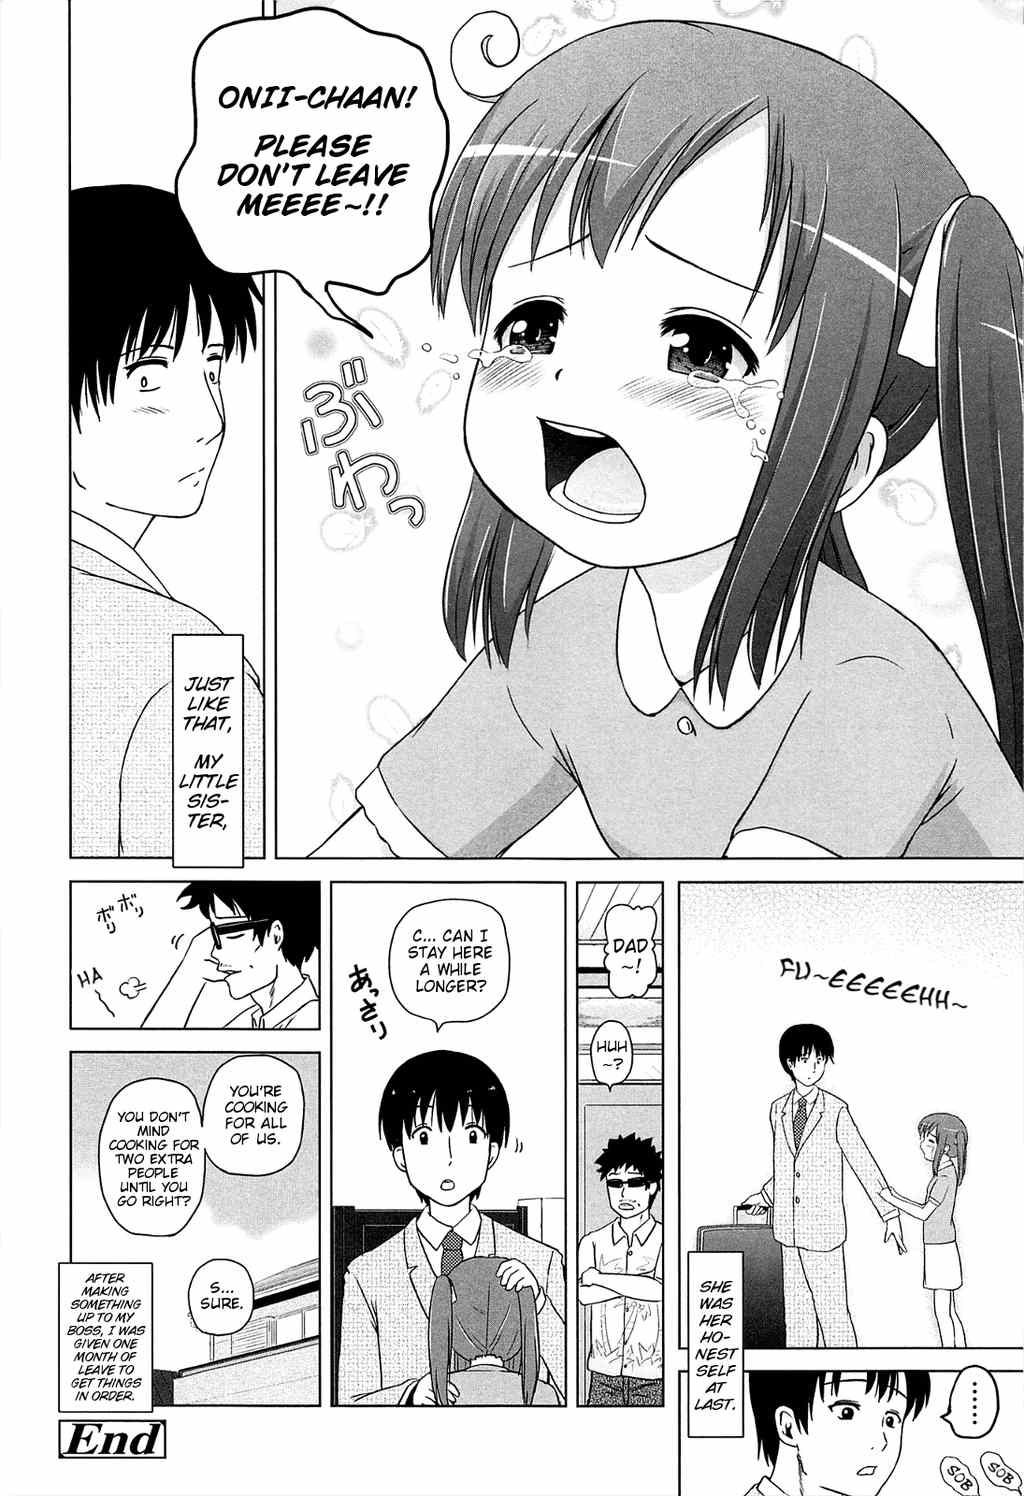 ONII-CHAAN!
PLEASE
DON'T LEAVE
MEEEE~!!
ぶわっ
JUST
LIKE
THAT,
MY
LITTLE
SIS-
TER,
FU~EEEEEHH~
SHE
WAS
HER HO-
NEST
SELF
AT
LAST.
........
SOB
SOB
DAD
~!
HUH
~?
C... CAN I
STAY HERE
A WHILE
LONGER?
あっさり
ボリボリ
HA
YOU'RE
COOKING
FOR ALL
OF US.
YOU DON'T
MIND
COOKING FOR
TWO EXTRA
PEOPLE
UNTIL YOU
GO RIGHT?
S...
SURE.
AFTER
MAKING
SOMETHING
UP TO MY
BOSS, I WAS
GIVEN ONE
MONTH OF
LEAVE TO
GET THINGS
IN ORDER.
End